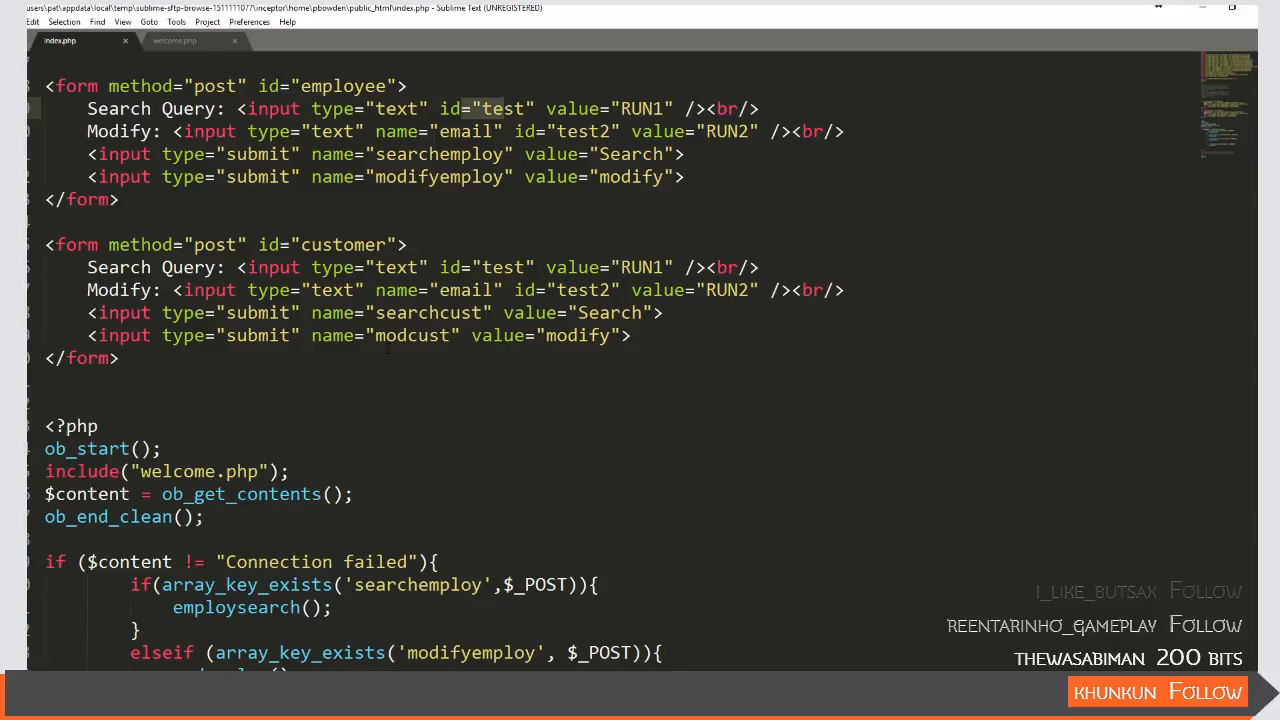 users\pat\appdata\local\temp\sublime-sftp-browse-1511111077\inceptor\home\pbowden\public_html\index.php - Sublime Text (UNREGISTERED)
Edit Selection Find View Goto Tools Project Preferences Help
index.php × welcome.php ×
<form method="post" id="employee">
Search Query: <input type="text" id="test" value="RUN1" /><br/>
Modify: <input type="text" name="email" id="test2" value="RUN2" /><br/>
<input type="submit" name="searchemploy" value="Search">
<input type="submit" name="modifyemploy" value="modify">
</form>
<form method="post" id="customer">
Search Query: <input type="text" id="test" value="RUN1" /><br/>
Modify: <input type="text" name="email" id="test2" value="RUN2" /><br/>
<input type="submit" name="searchcust" value="Search">
<input type="submit" name="modcust" value="modify">
</form>
<?php
ob_start();
include("welcome.php");
$content = ob_get_contents();
ob_end_clean();
if ($content != "Connection failed"){
if(array_key_exists('searchemploy',$_POST)){
employsearch();
}
elseif (array_key_exists('modifyemploy', $_POST)){
I_LIKE_BUTSAX FOLLOW
REENTARINHO_GAMEPLAY FOLLOW
THEWASABIMAN 200 BITS
KHUNKUN FOLLOW